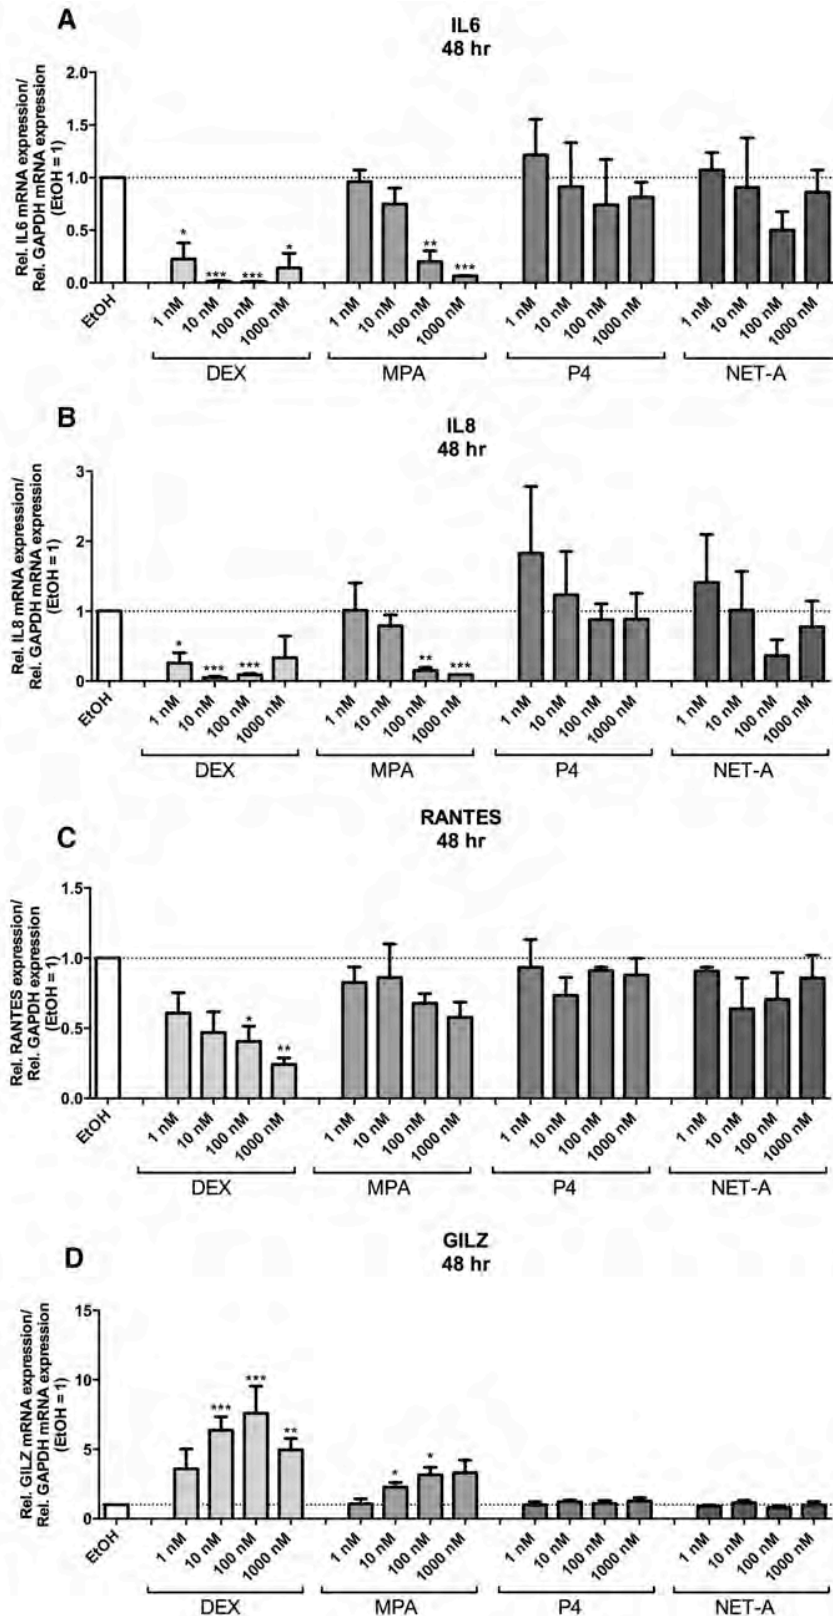 A
IL6
48 hr
Rel. IL6 mRNA expression/
Rel. GAPDH mRNA expression
(EtOH = 1)
2.0
1.5
1.0
0.5
0.0
* *** *** * ** ***
EtOH 1 nM 10 nM 100 nM 1000 nM 1 nM 10 nM 100 nM 1000 nM 1 nM 10 nM 100 nM 1000 nM 1 nM 10 nM 100 nM 1000 nM
DEX MPA P4 NET-A
B
IL8
48 hr
Rel. IL8 mRNA expression/
Rel. GAPDH mRNA expression
(EtOH = 1)
3
2
1
0
* *** *** ** ***
EtOH 1 nM 10 nM 100 nM 1000 nM 1 nM 10 nM 100 nM 1000 nM 1 nM 10 nM 100 nM 1000 nM 1 nM 10 nM 100 nM 1000 nM
DEX MPA P4 NET-A
C
RANTES
48 hr
Rel. RANTES expression/
Rel. GAPDH expression
(EtOH = 1)
1.5
1.0
0.5
0.0
* **
EtOH 1 nM 10 nM 100 nM 1000 nM 1 nM 10 nM 100 nM 1000 nM 1 nM 10 nM 100 nM 1000 nM 1 nM 10 nM 100 nM 1000 nM
DEX MPA P4 NET-A
D
GILZ
48 hr
Rel. GILZ mRNA expression/
Rel. GAPDH mRNA expression
(EtOH = 1)
15
10
5
0
*** *** ** * *
EtOH 1 nM 10 nM 100 nM 1000 nM 1 nM 10 nM 100 nM 1000 nM 1 nM 10 nM 100 nM 1000 nM 1 nM 10 nM 100 nM 1000 nM
DEX MPA P4 NET-A